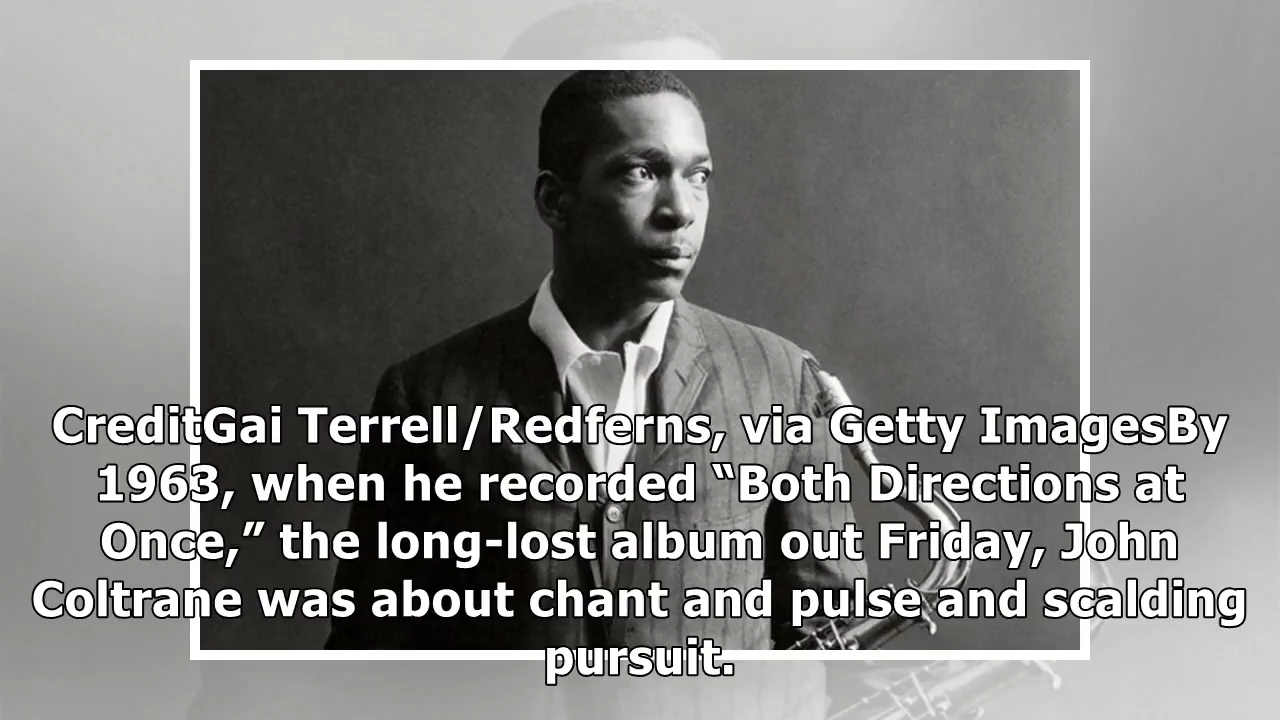 CreditGai Terrell/Redferns, via Getty ImagesBy
1963, when he recorded “Both Directions at
Once,” the long-lost album out Friday, John
Coltrane was about chant and pulse and scalding
pursuit.